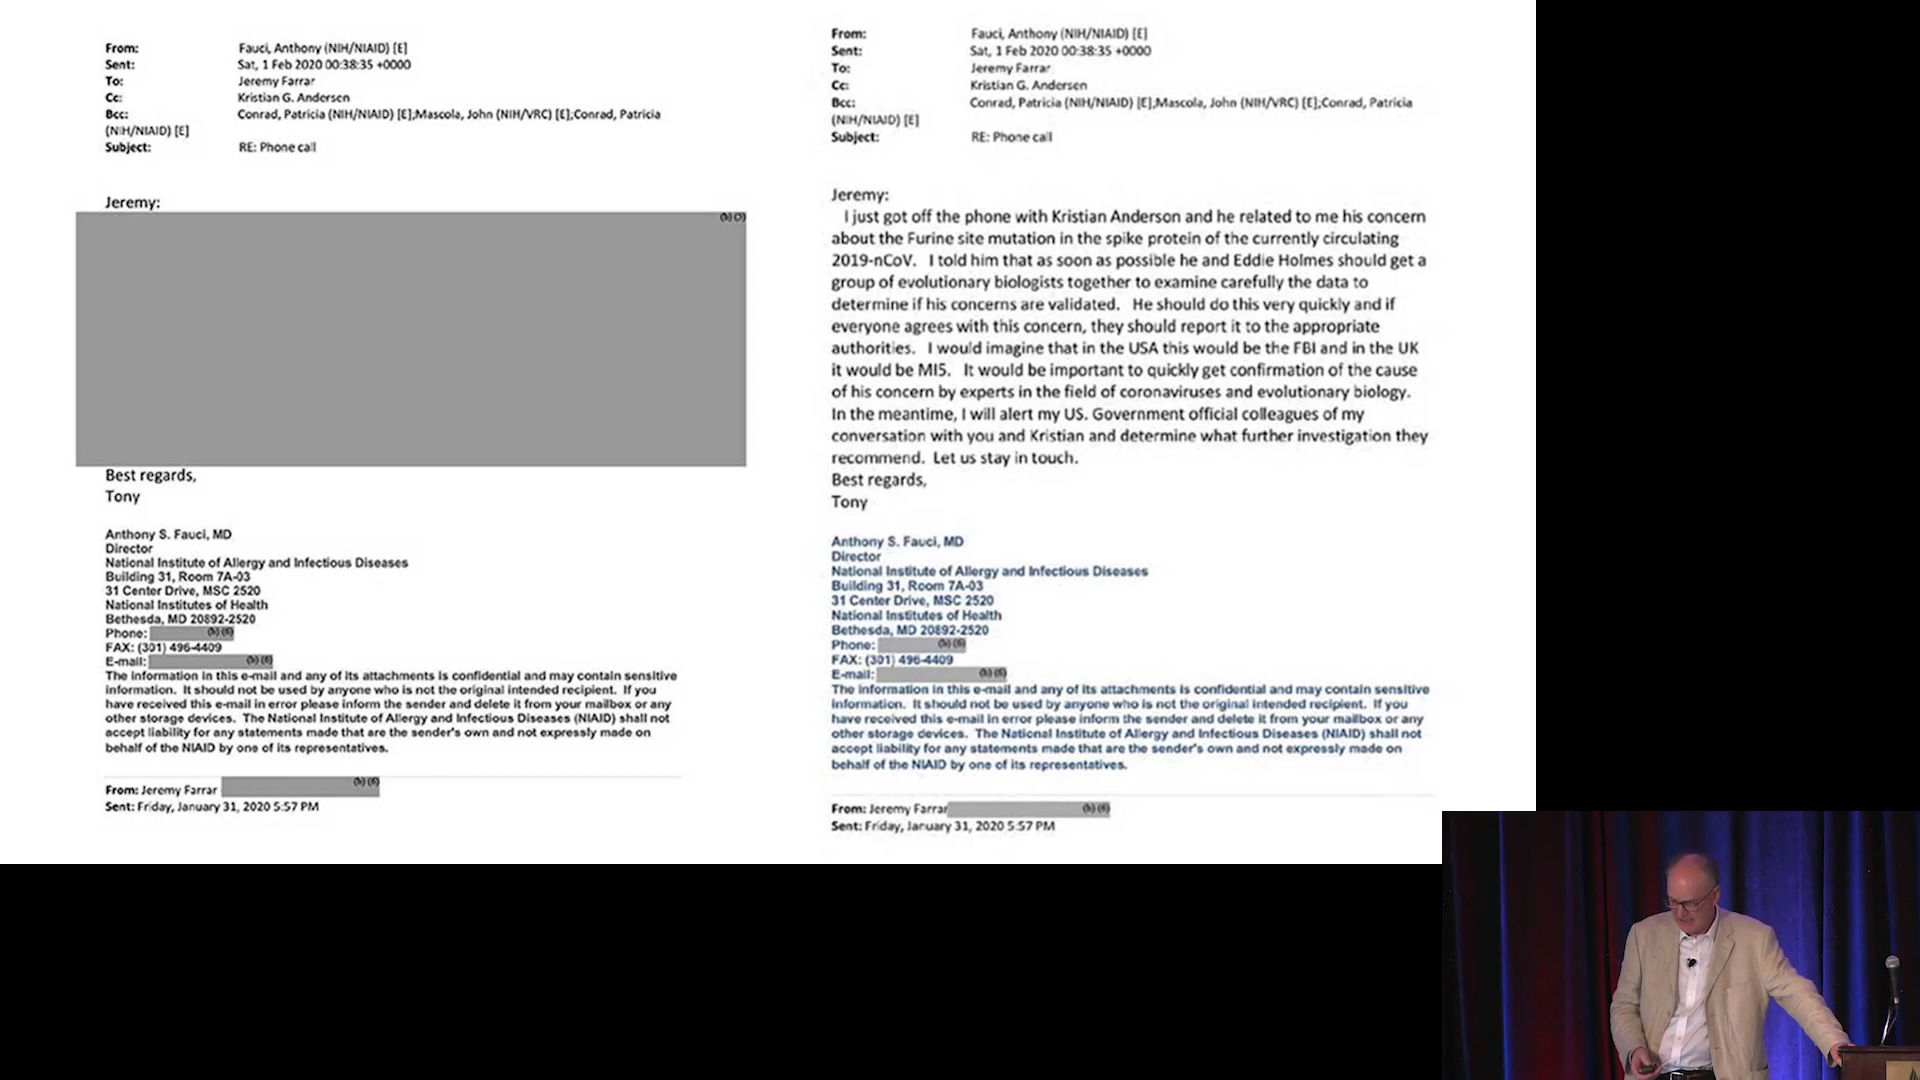 From: Fauci, Anthony (NIH/NIAID) [E]
Sent: Sat, 1 Feb 2020 00:38:35 +0000
To: Jeremy Farrar
Cc: Kristian G. Andersen
Bcc: Conrad, Patricia (NIH/NIAID) [E];Mascola, John (NIH/VRC) [E];Conrad, Patricia
(NIH/NIAID) [E]
Subject: RE: Phone call
Jeremy:
(b) (5)
Best regards,
Tony
Anthony S. Fauci, MD
Director
National Institute of Allergy and Infectious Diseases
Building 31, Room 7A-03
31 Center Drive, MSC 2520
National Institutes of Health
Bethesda, MD 20892-2520
Phone: (b) (6)
FAX: (301) 496-4409
E-mail: (b) (6)
The information in this e-mail and any of its attachments is confidential and may contain sensitive
information. It should not be used by anyone who is not the original intended recipient. If you
have received this e-mail in error please inform the sender and delete it from your mailbox or any
other storage devices. The National Institute of Allergy and Infectious Diseases (NIAID) shall not
accept liability for any statements made that are the sender's own and not expressly made on
behalf of the NIAID by one of its representatives.
From: Jeremy Farrar (b) (6)
Sent: Friday, January 31, 2020 5:57 PM
From: Fauci, Anthony (NIH/NIAID) [E]
Sent: Sat, 1 Feb 2020 00:38:35 +0000
To: Jeremy Farrar
Cc: Kristian G. Andersen
Bcc: Conrad, Patricia (NIH/NIAID) [E];Mascola, John (NIH/VRC) [E];Conrad, Patricia
(NIH/NIAID) [E]
Subject: RE: Phone call
Jeremy:
I just got off the phone with Kristian Anderson and he related to me his concern
about the Furine site mutation in the spike protein of the currently circulating
2019-nCoV. I told him that as soon as possible he and Eddie Holmes should get a
group of evolutionary biologists together to examine carefully the data to
determine if his concerns are validated. He should do this very quickly and if
everyone agrees with this concern, they should report it to the appropriate
authorities. I would imagine that in the USA this would be the FBI and in the UK
it would be MI5. It would be important to quickly get confirmation of the cause
of his concern by experts in the field of coronaviruses and evolutionary biology.
In the meantime, I will alert my US. Government official colleagues of my
conversation with you and Kristian and determine what further investigation they
recommend. Let us stay in touch.
Best regards,
Tony
Anthony S. Fauci, MD
Director
National Institute of Allergy and Infectious Diseases
Building 31, Room 7A-03
31 Center Drive, MSC 2520
National Institutes of Health
Bethesda, MD 20892-2520
Phone: (b) (6)
FAX: (301) 496-4409
E-mail: (b) (6)
The information in this e-mail and any of its attachments is confidential and may contain sensitive
information. It should not be used by anyone who is not the original intended recipient. If you
have received this e-mail in error please inform the sender and delete it from your mailbox or any
other storage devices. The National Institute of Allergy and Infectious Diseases (NIAID) shall not
accept liability for any statements made that are the sender's own and not expressly made on
behalf of the NIAID by one of its representatives.
From: Jeremy Farrar (b) (6)
Sent: Friday, January 31, 2020 5:57 PM